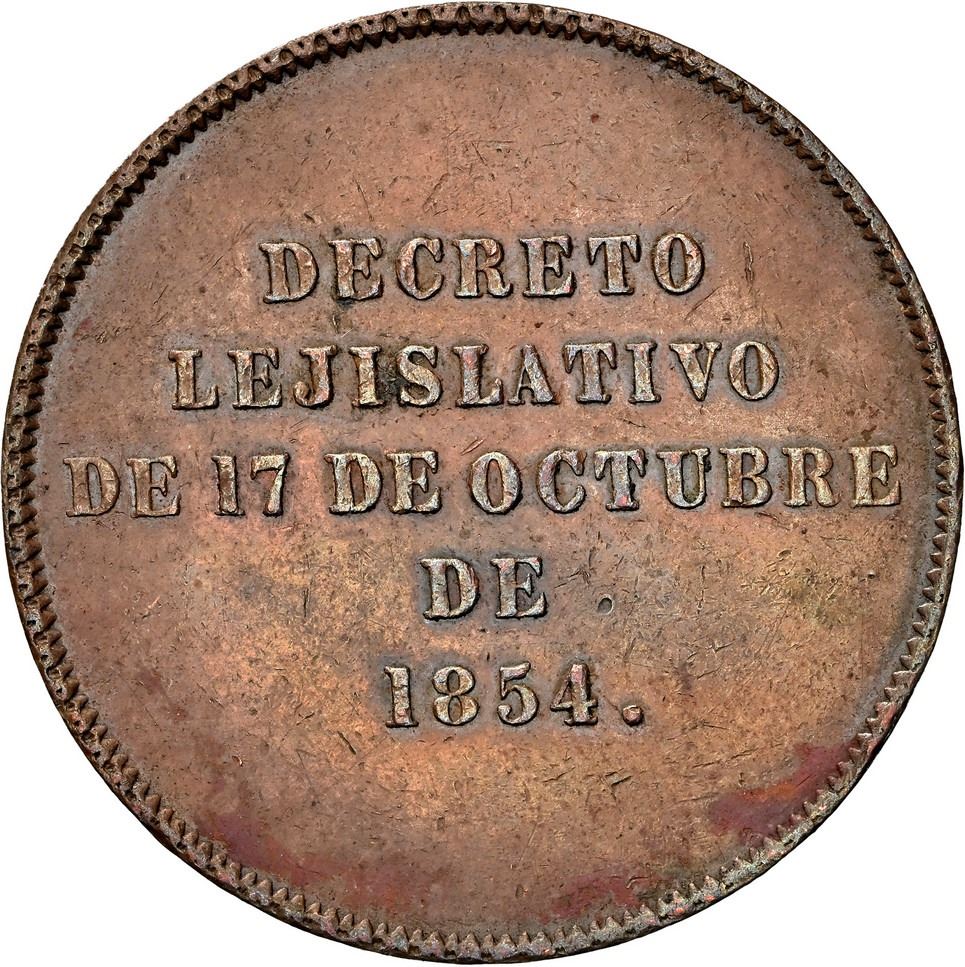 DECRETO
LEJISLATIVO
DE 17 DE OCTUBRE
DE
1854.